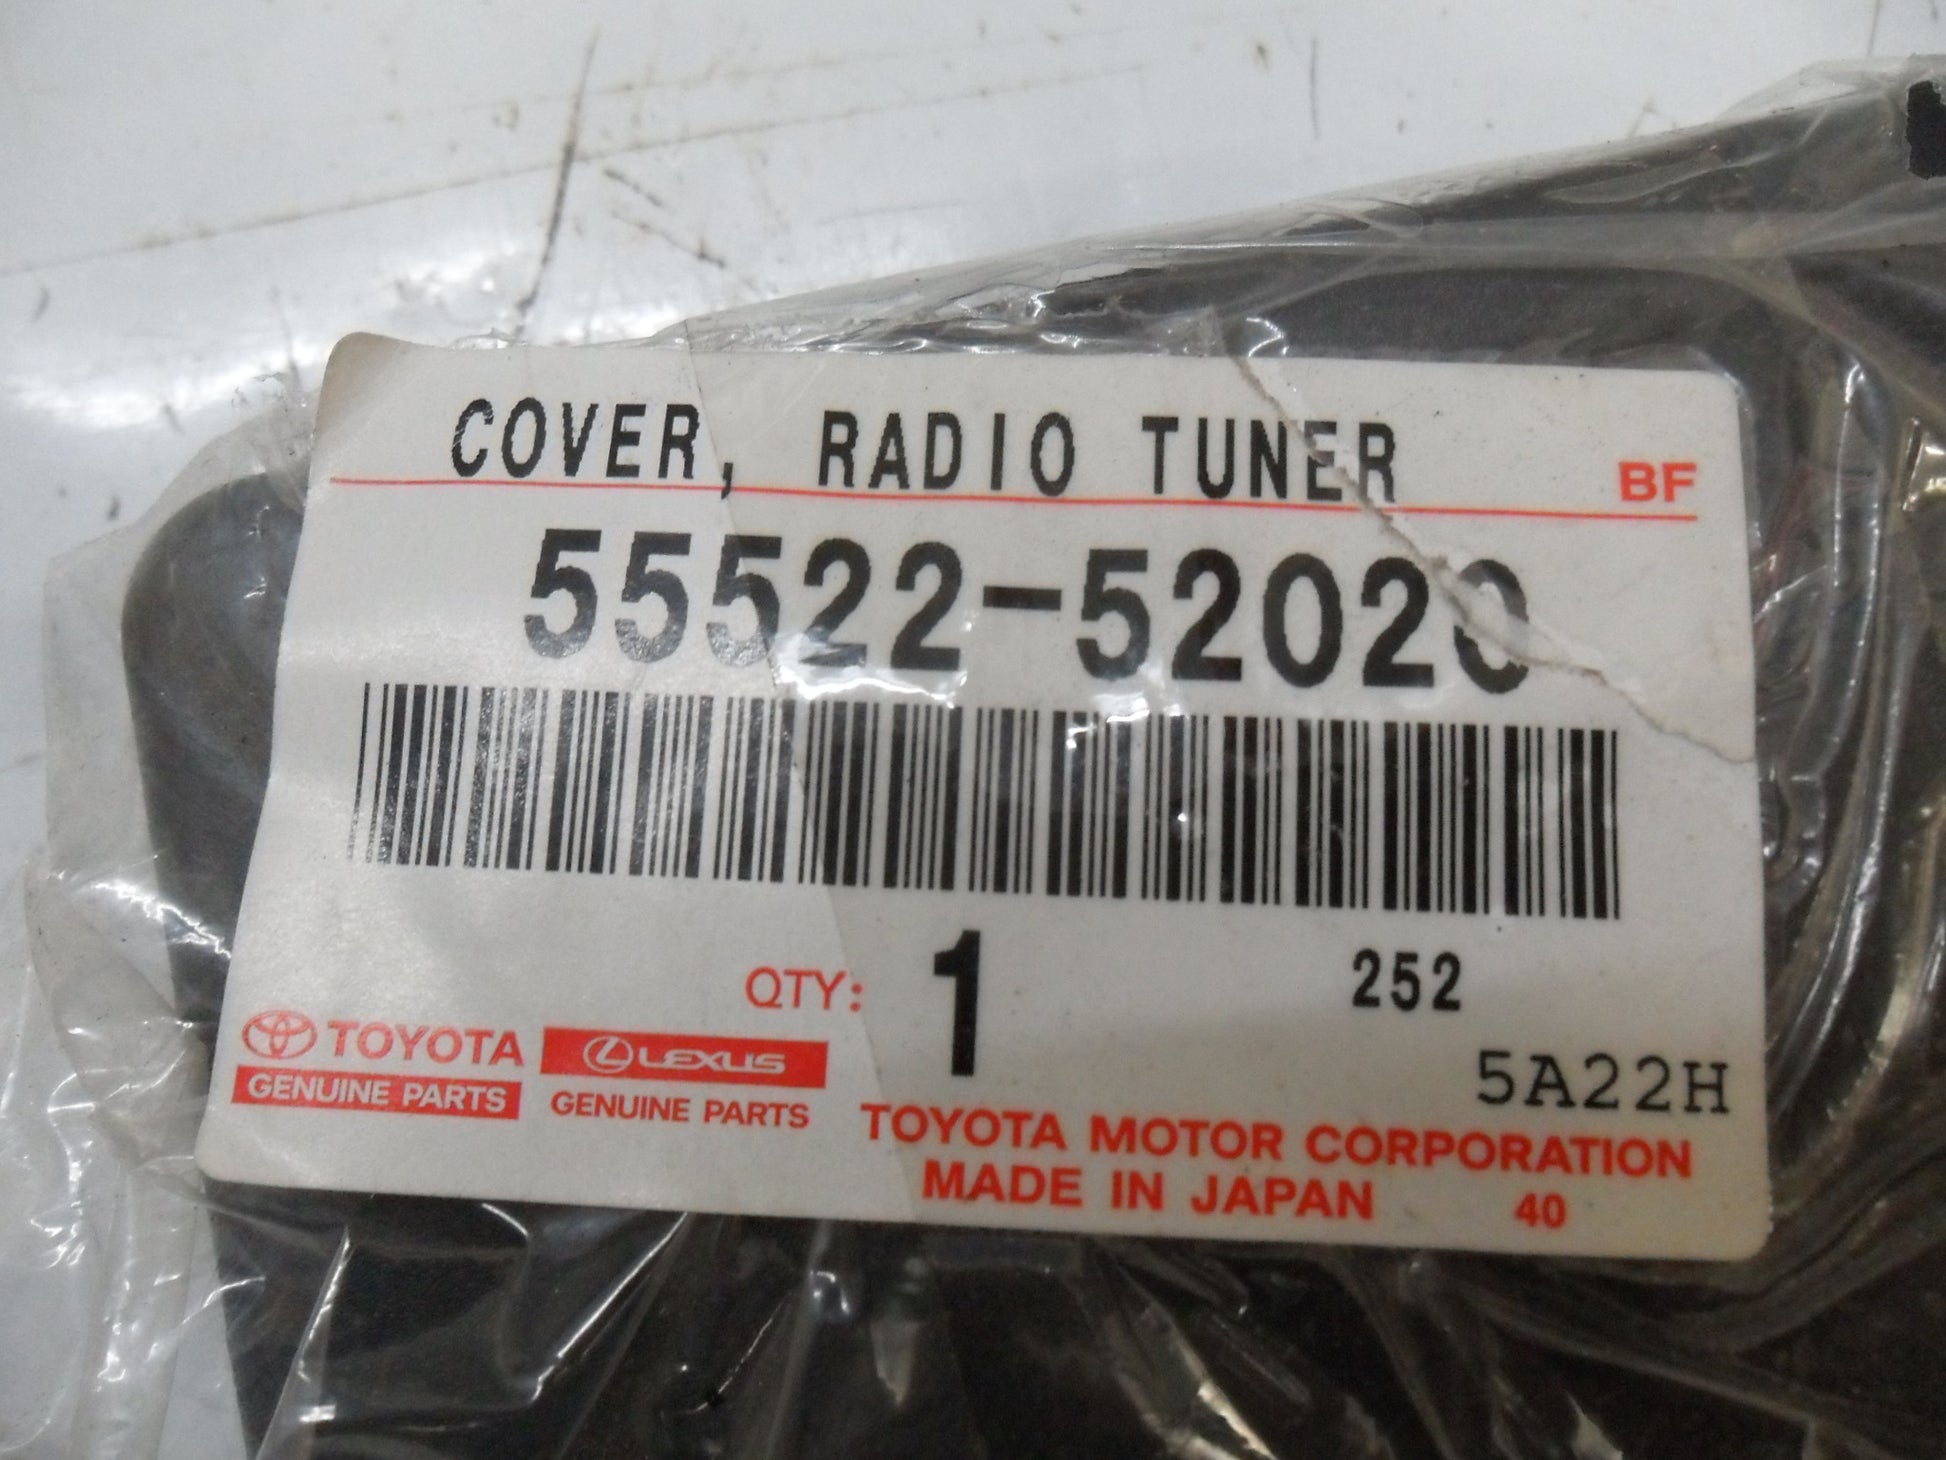 COVER, RADIO TUNER BF
55522-52020
QTY: 1 252
5A22H
TOYOTA LEXUS
GENUINE PARTS GENUINE PARTS
TOYOTA MOTOR CORPORATION
MADE IN JAPAN 40